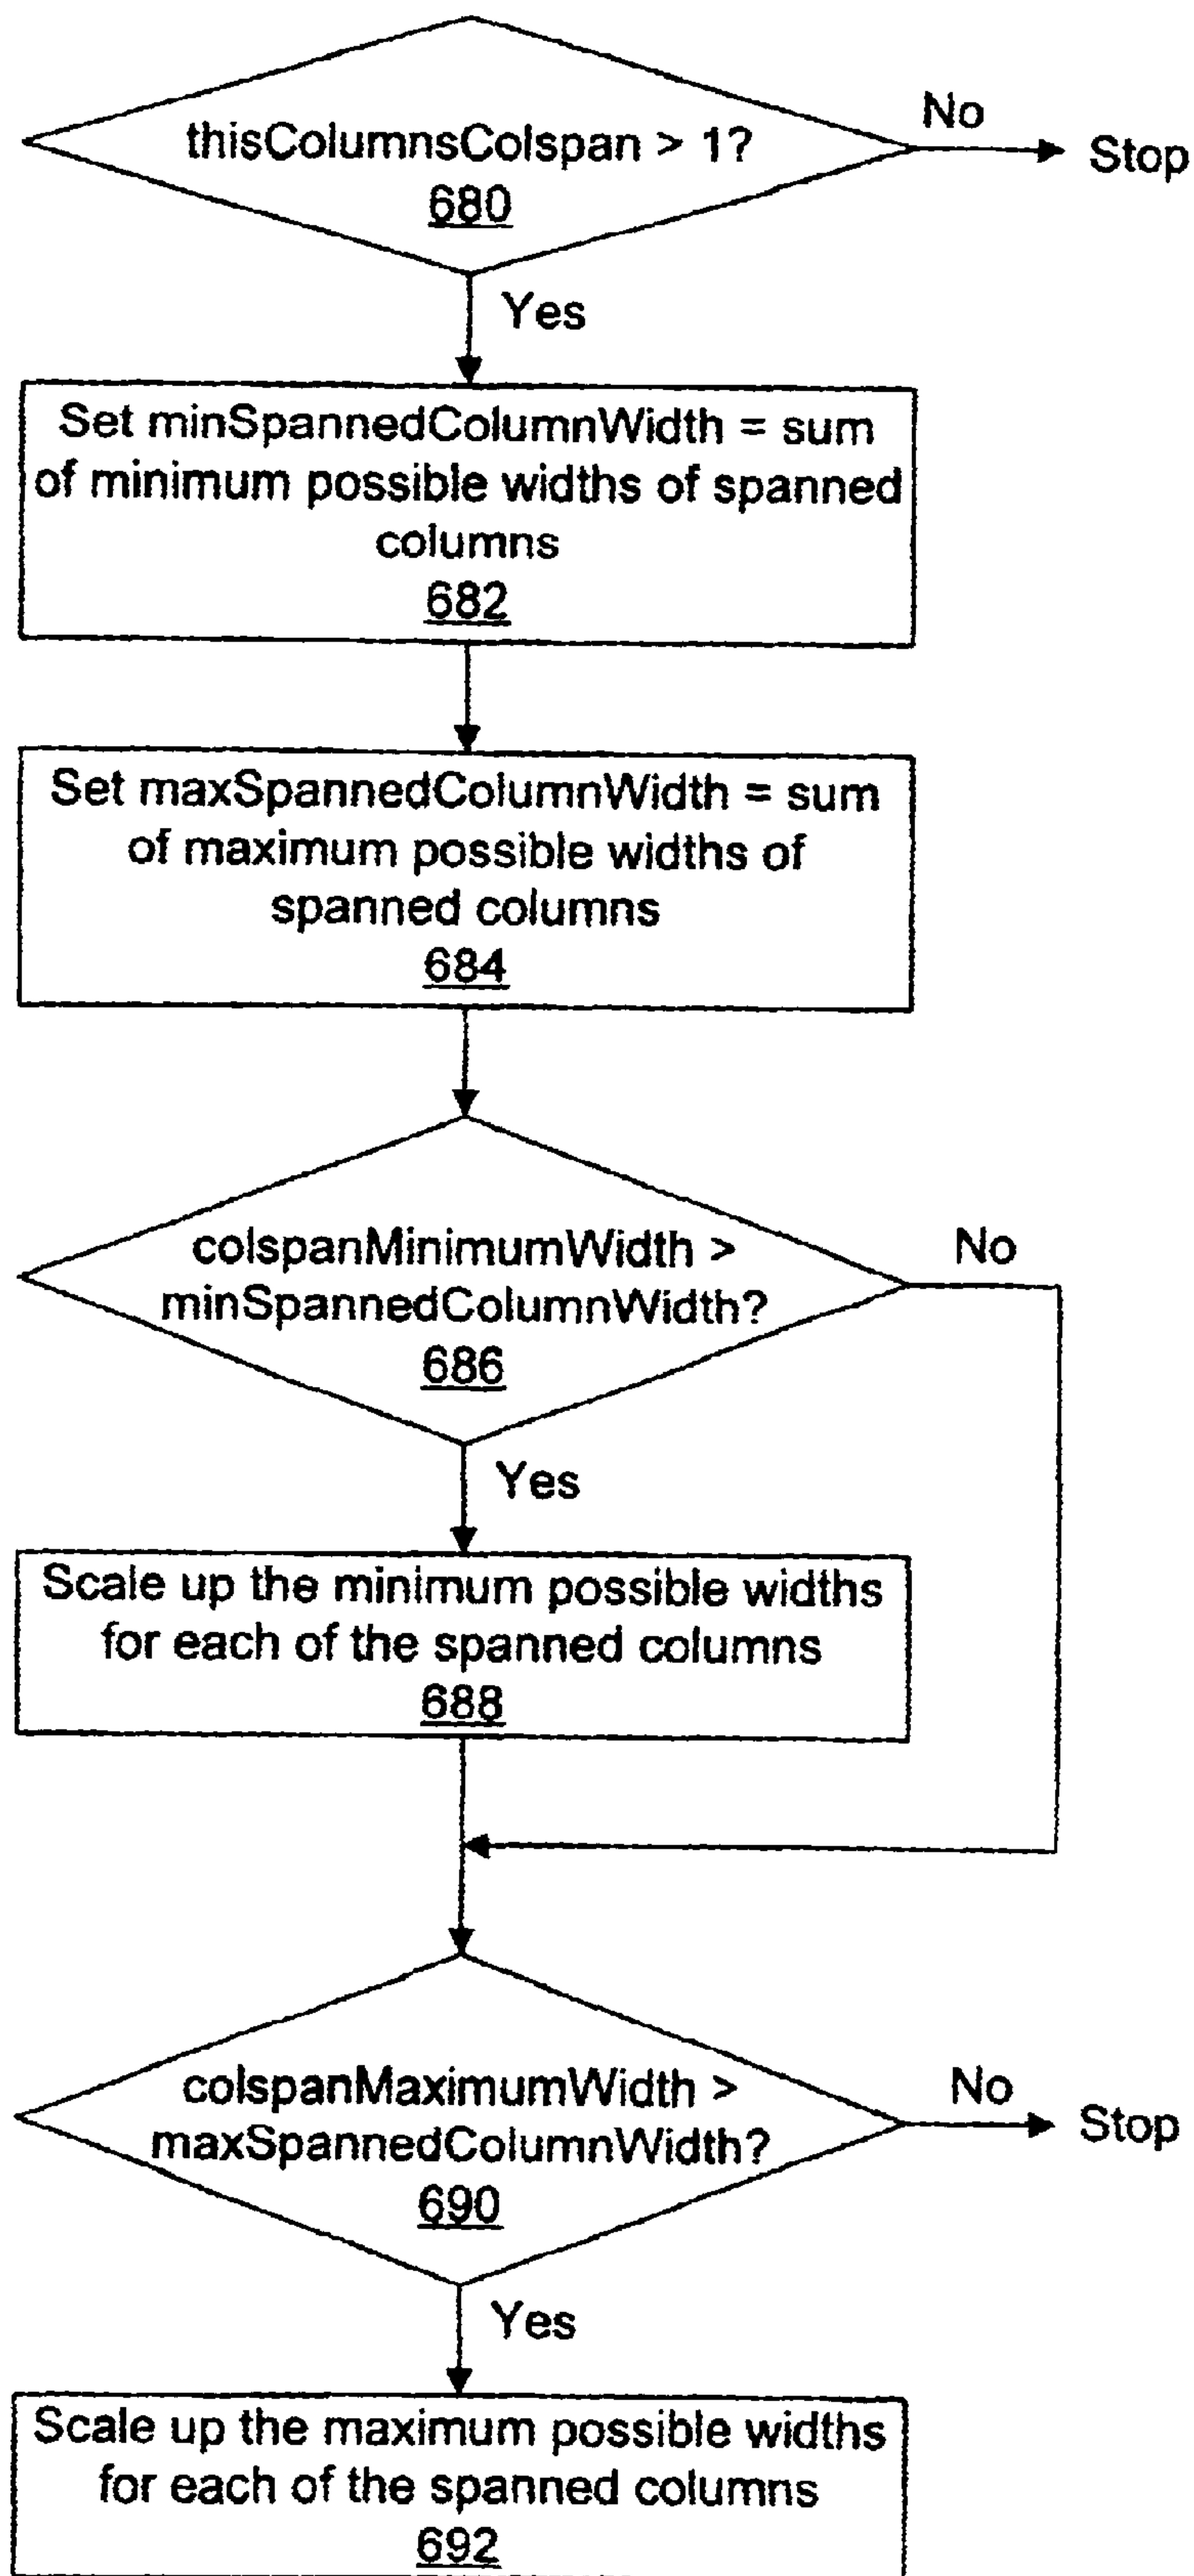 thisColumnsColspan > 1?
680
No
Stop
Yes
Set minSpannedColumnWidth = sum
of minimum possible widths of spanned
columns
682
Set maxSpannedColumnWidth = sum
of maximum possible widths of
spanned columns
684
colspanMinimumWidth >
minSpannedColumnWidth?
686
No
Yes
Scale up the minimum possible widths
for each of the spanned columns
688
colspanMaximumWidth >
maxSpannedColumnWidth?
690
No
Stop
Yes
Scale up the maximum possible widths
for each of the spanned columns
692